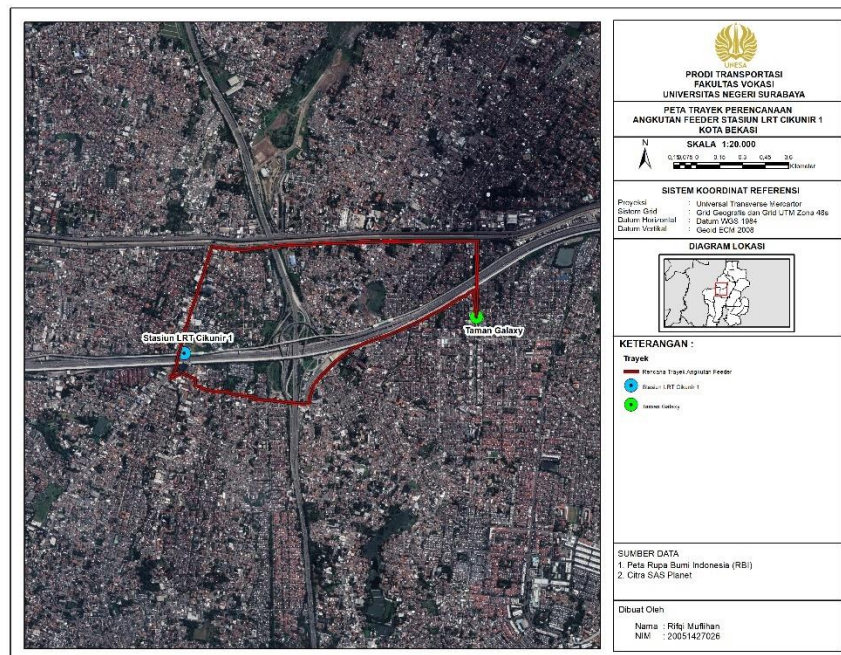 Stasiun LRT Cikunir 1
Taman Galaxy
UNESA
PRODI TRANSPORTASI
FAKULTAS VOKASI
UNIVERSITAS NEGERI SURABAYA
PETA TRAYEK PERENCANAAN
ANGKUTAN FEEDER STASIUN LRT CIKUNIR 1
KOTA BEKASI
N
SKALA 1:20.000
Kilometer
SISTEM KOORDINAT REFERENSI
Proyeksi : Universal Transverse Mercartor
Sistem Grid : Grid Geografis dan Grid UTM Zona 48s
Datum Horizontal : Datum WGS 1984
Datum Vertikal : Geoid ECM 2008
DIAGRAM LOKASI
KETERANGAN :
Trayek
Rencana Trayek Angkutan Feeder
Stasiun LRT Cikunir 1
Taman Galaxy
SUMBER DATA
1. Peta Rupa Bumi Indonesia (RBI)
2. Citra SAS Planet
Dibuat Oleh
Nama : Rifqi Muflihan
NIM : 20051427026